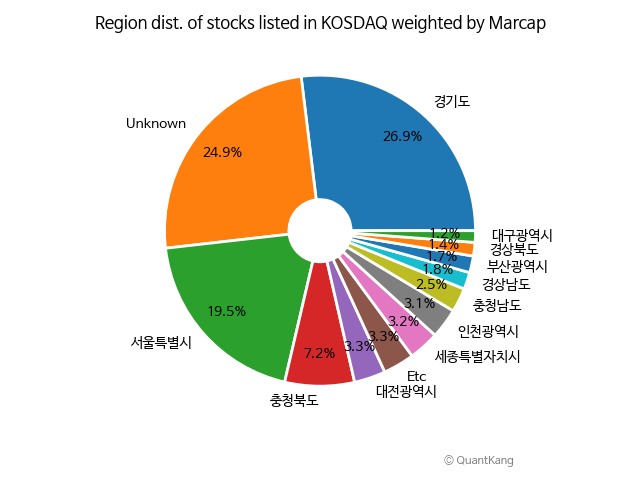 Region dist. of stocks listed in KOSDAQ weighted by Marcap
경기도
26.9%
Unknown
24.9%
서울특별시
19.5%
충청북도
7.2%
대전광역시
3.3%
Etc
3.3%
세종특별자치시
3.2%
인천광역시
3.1%
충청남도
2.5%
경상남도
1.8%
부산광역시
1.7%
경상북도
1.4%
대구광역시
1.2%
© QuantKang